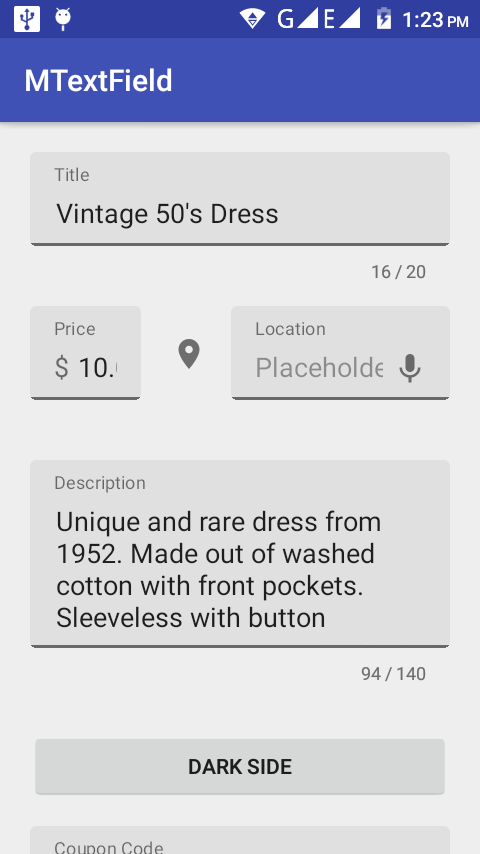 G E 1:23 PM
MTextField
Title
Vintage 50's Dress
16 / 20
Price
Location
$ 10.
Placeholde
Description
Unique and rare dress from
1952. Made out of washed
cotton with front pockets.
Sleeveless with button
94 / 140
DARK SIDE
Coupon Code